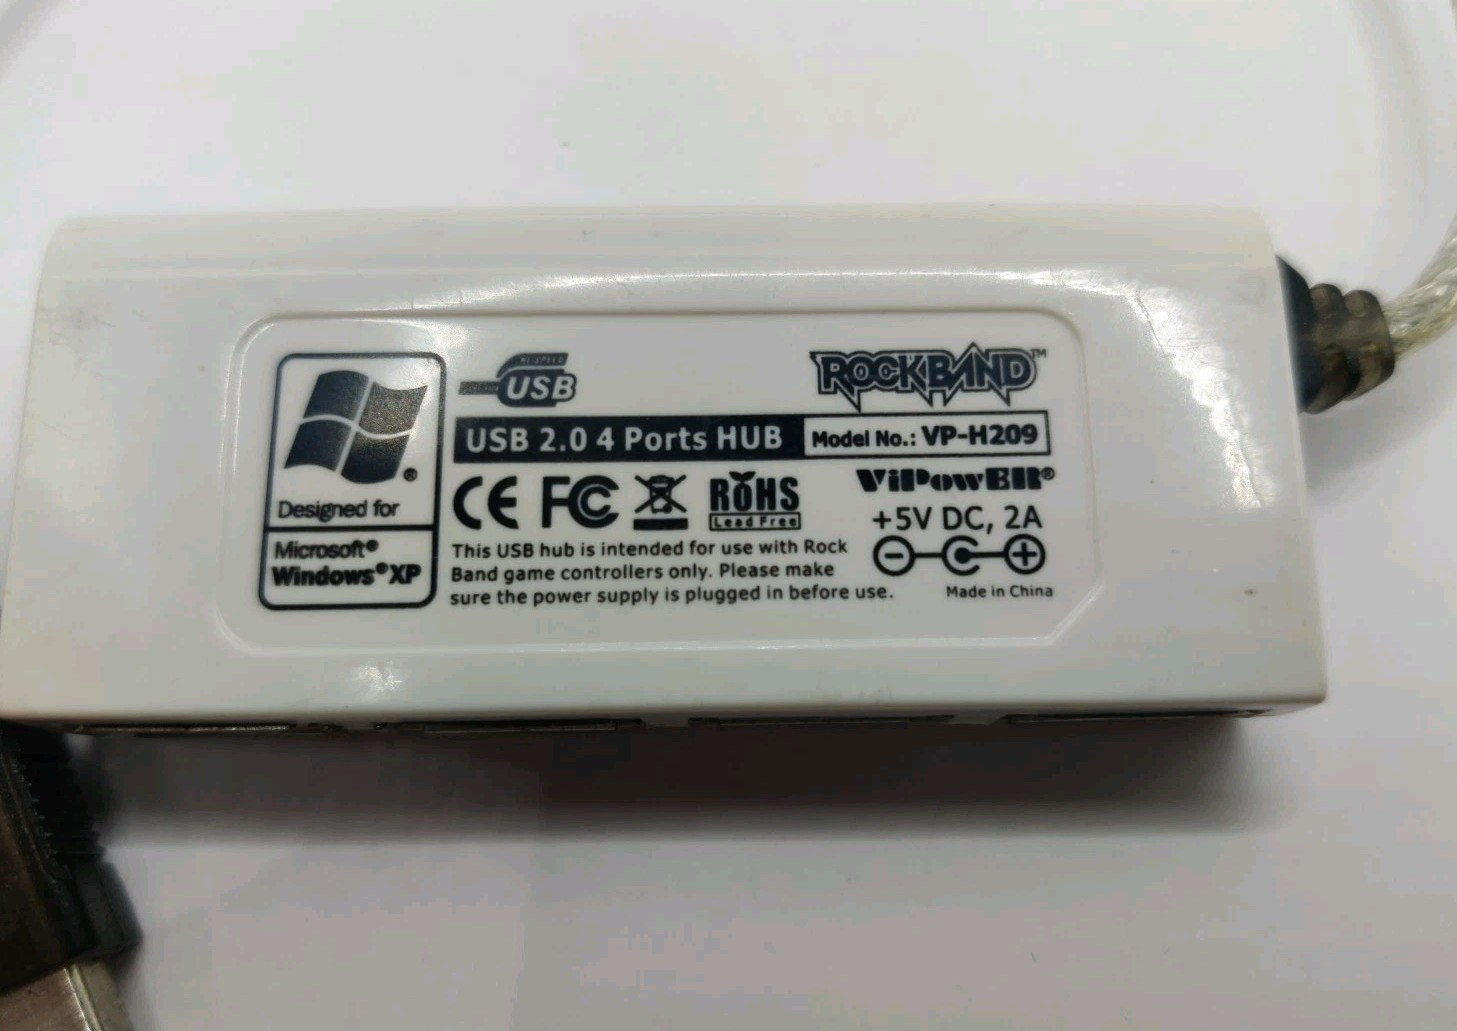 HI-SPEED
USB
ROCKBAND™
USB 2.0 4 Ports HUB
Model No.: VP-H209
ViPowER®
CE FC RoHS
Lead Free
+5V DC, 2A
®
Designed for
Microsoft®
Windows®XP
This USB hub is intended for use with Rock
Band game controllers only. Please make
sure the power supply is plugged in before use.
Made in China